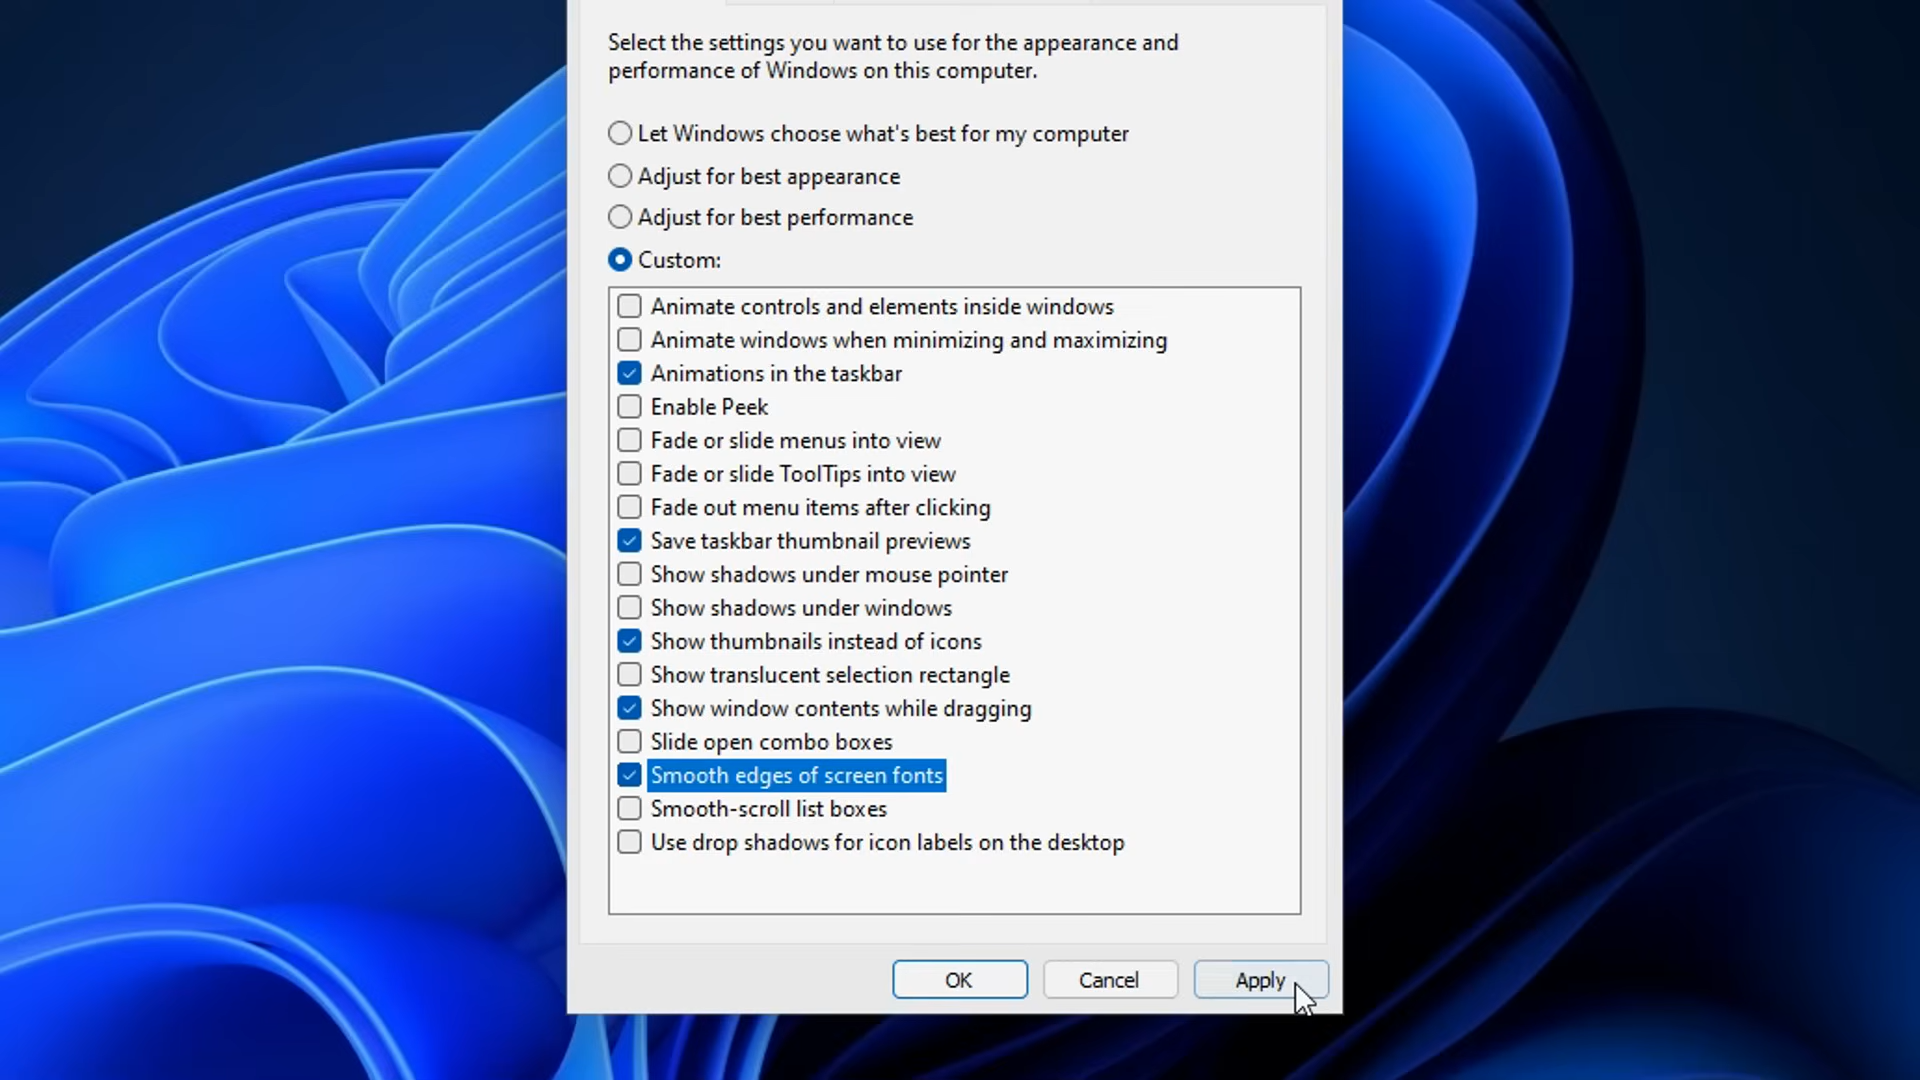 Select the settings you want to use for the appearance and
performance of Windows on this computer.
Let Windows choose what's best for my computer
Adjust for best appearance
Adjust for best performance
Custom:
Animate controls and elements inside windows
Animate windows when minimizing and maximizing
Animations in the taskbar
Enable Peek
Fade or slide menus into view
Fade or slide ToolTips into view
Fade out menu items after clicking
Save taskbar thumbnail previews
Show shadows under mouse pointer
Show shadows under windows
Show thumbnails instead of icons
Show translucent selection rectangle
Show window contents while dragging
Slide open combo boxes
Smooth edges of screen fonts
Smooth-scroll list boxes
Use drop shadows for icon labels on the desktop
OK Cancel Apply